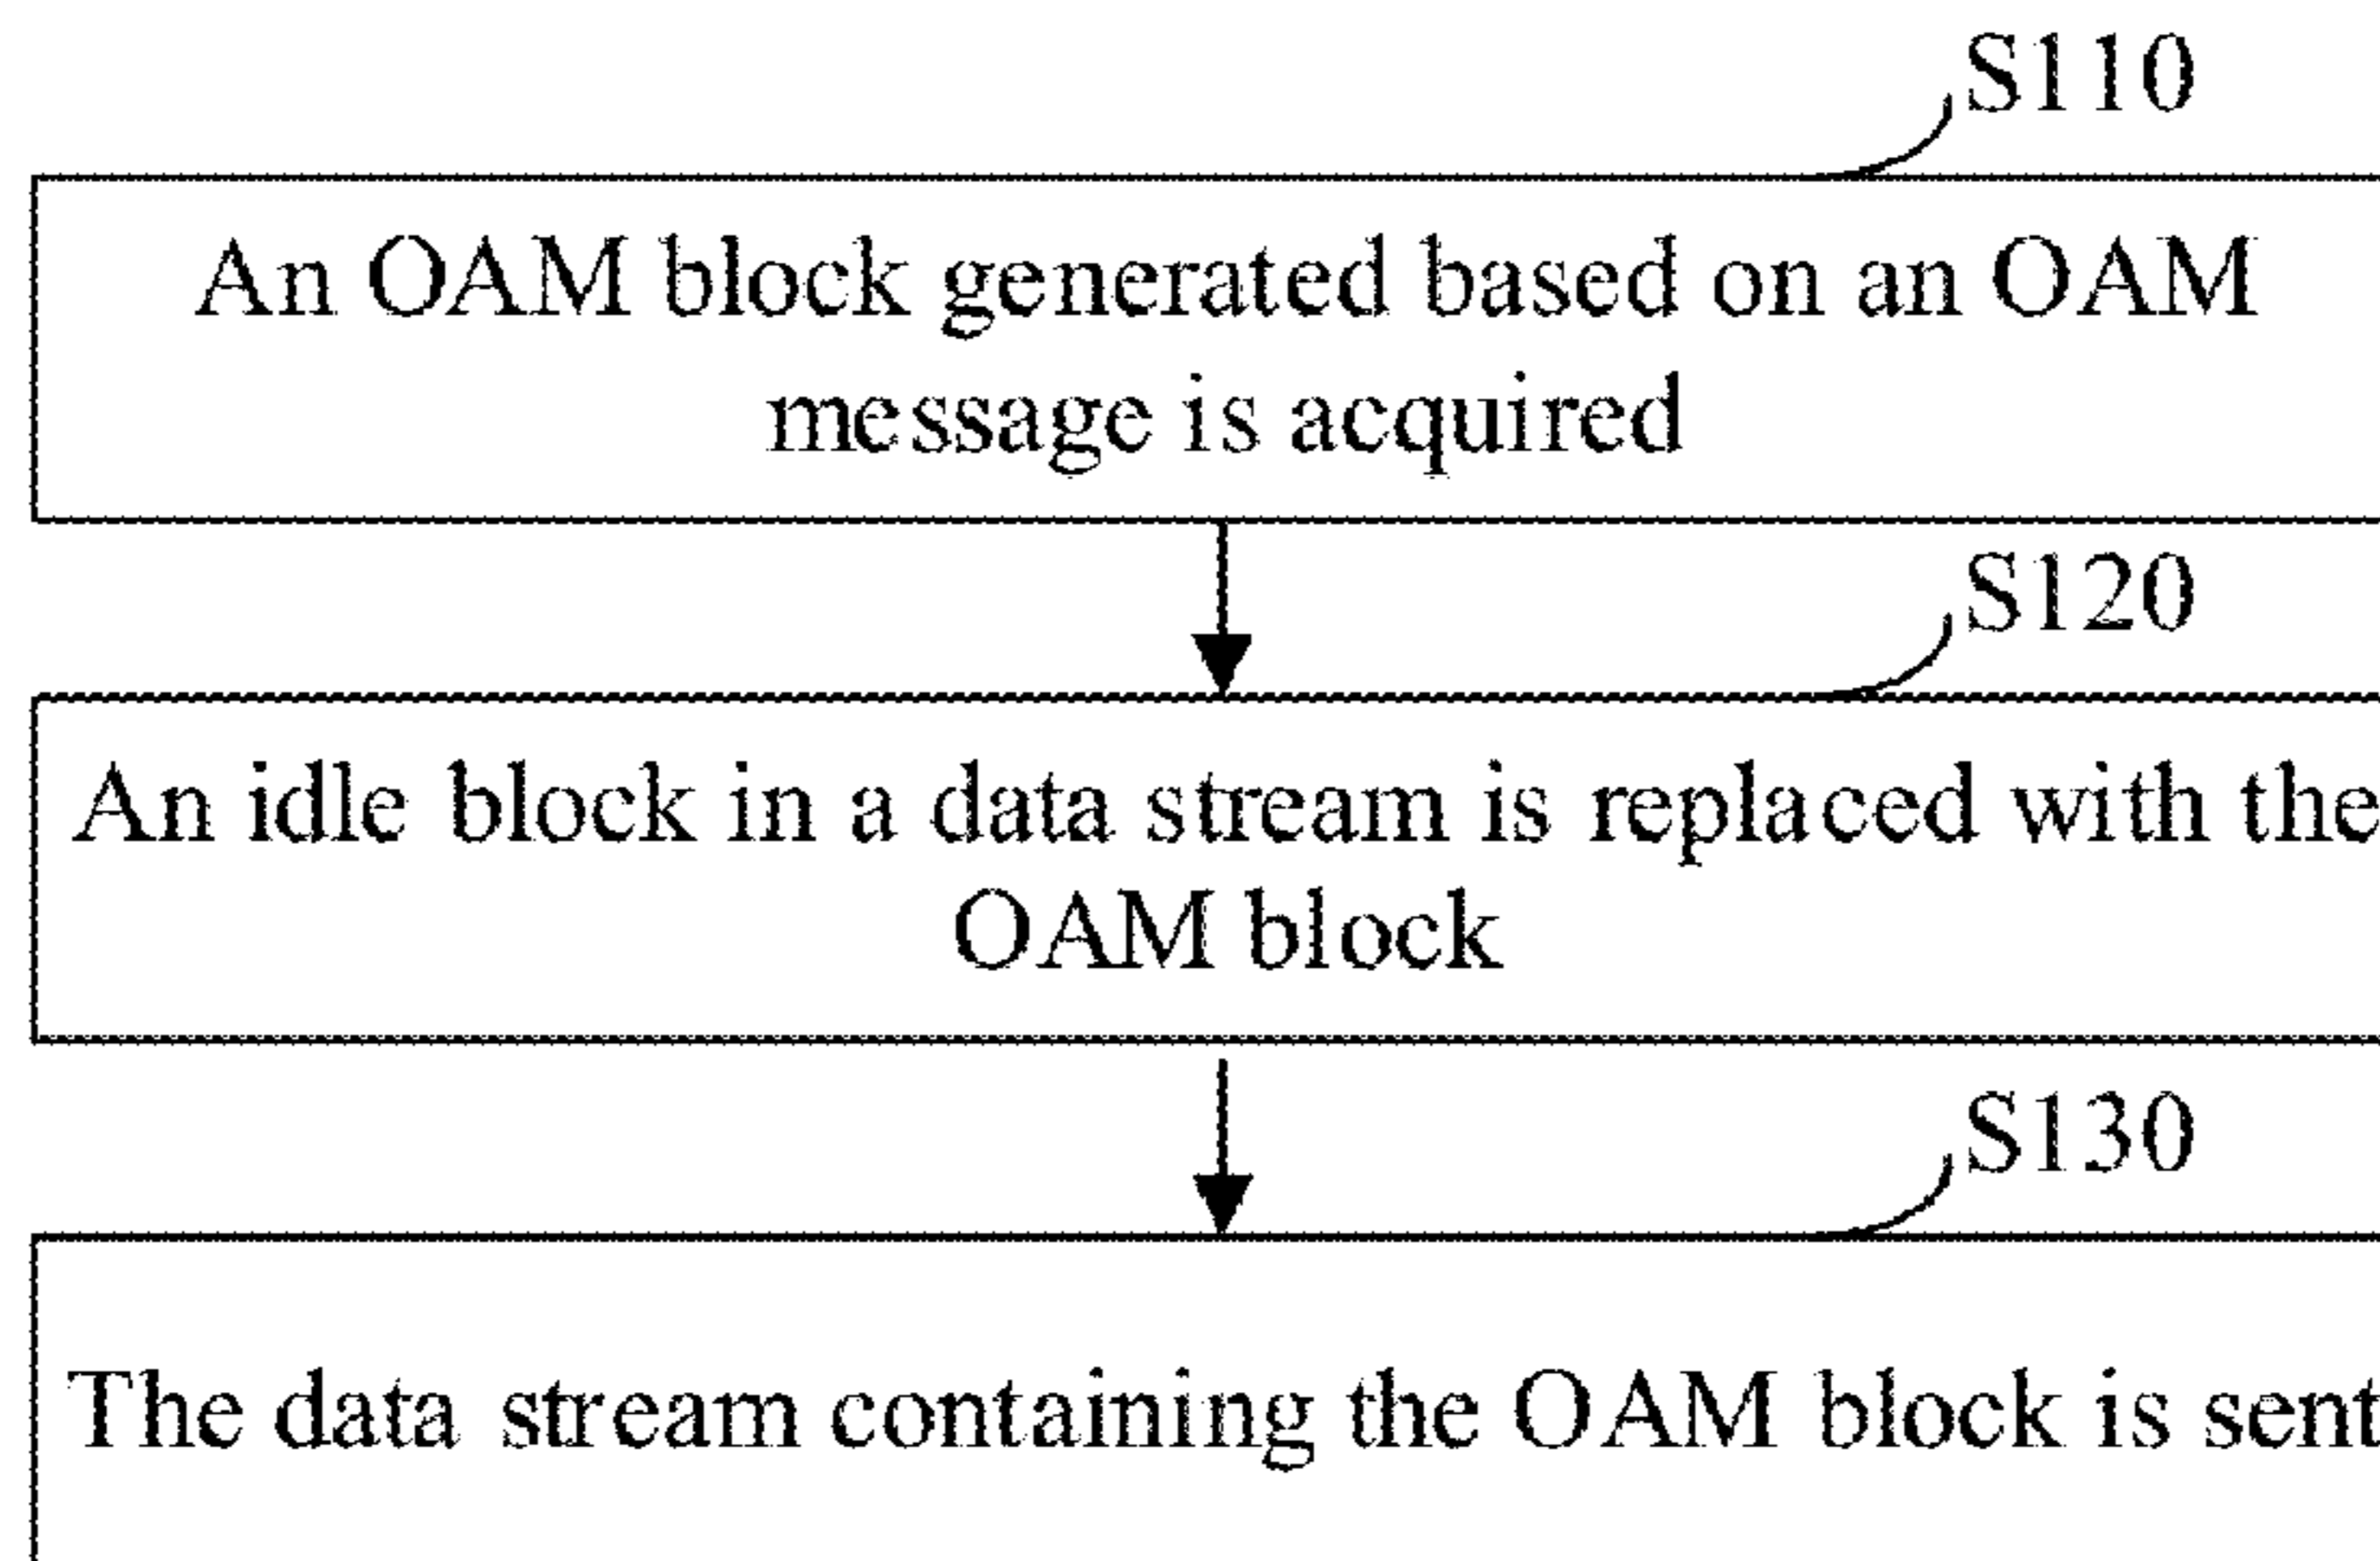 S110
An OAM block generated based on an OAM
message is acquired
S120
An idle block in a data stream is replaced with the
OAM block
S130
The data stream containing the OAM block is sent